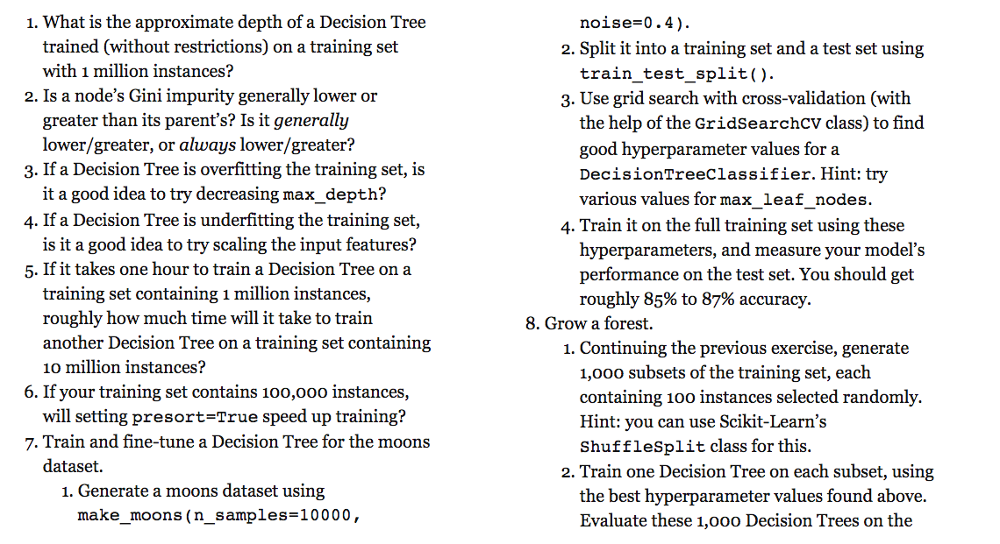 1. What is the approximate depth of a Decision Tree
trained (without restrictions) on a training set
with 1 million instances?
2. Is a node’s Gini impurity generally lower or
greater than its parent’s? Is it generally
lower/greater, or always lower/greater?
3. If a Decision Tree is overfitting the training set, is
it a good idea to try decreasing max_depth?
4. If a Decision Tree is underfitting the training set,
is it a good idea to try scaling the input features?
5. If it takes one hour to train a Decision Tree on a
training set containing 1 million instances,
roughly how much time will it take to train
another Decision Tree on a training set containing
10 million instances?
6. If your training set contains 100,000 instances,
will setting presort=True speed up training?
7. Train and fine-tune a Decision Tree for the moons
dataset.
1. Generate a moons dataset using
make_moons(n_samples=10000,
noise=0.4).
2. Split it into a training set and a test set using
train_test_split().
3. Use grid search with cross-validation (with
the help of the GridSearchCV class) to find
good hyperparameter values for a
DecisionTreeClassifier. Hint: try
various values for max_leaf_nodes.
4. Train it on the full training set using these
hyperparameters, and measure your model’s
performance on the test set. You should get
roughly 85% to 87% accuracy.
8. Grow a forest.
1. Continuing the previous exercise, generate
1,000 subsets of the training set, each
containing 100 instances selected randomly.
Hint: you can use Scikit-Learn’s
ShuffleSplit class for this.
2. Train one Decision Tree on each subset, using
the best hyperparameter values found above.
Evaluate these 1,000 Decision Trees on the